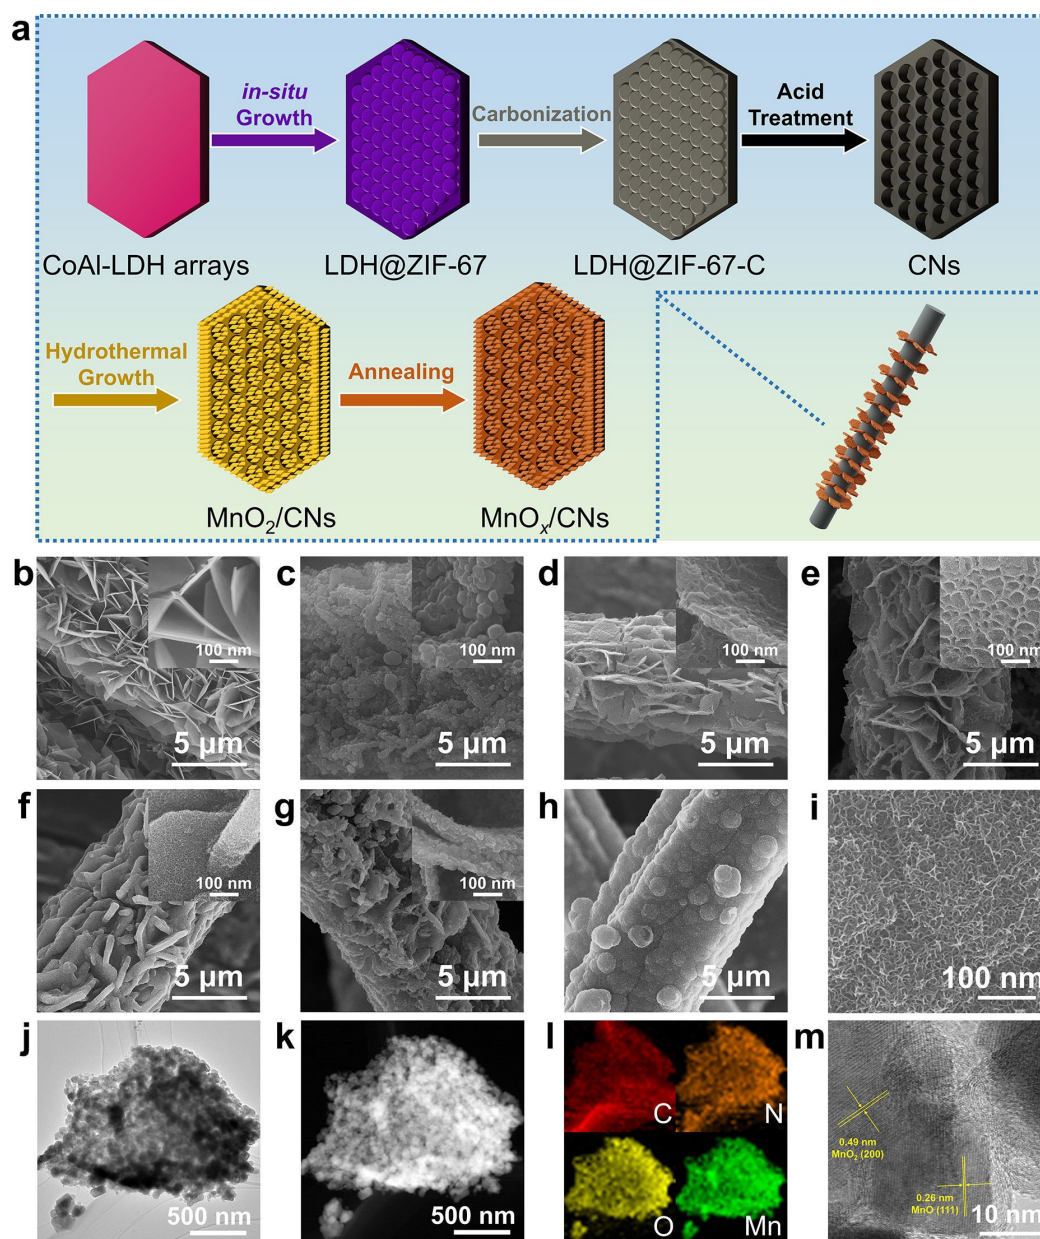 a
in-situ
Growth
Carbonization
Acid
Treatment
CoAl-LDH arrays
LDH@ZIF-67
LDH@ZIF-67-C
CNs
Hydrothermal
Growth
Annealing
MnO₂/CNs
MnOₓ/CNs
b
100 nm
5 µm
c
100 nm
5 µm
d
100 nm
5 µm
e
100 nm
5 µm
f
100 nm
5 µm
g
100 nm
5 µm
h
5 µm
i
100 nm
j
500 nm
k
500 nm
l
C
N
O
Mn
m
0.49 nm
MnO₂ (200)
0.26 nm
MnO (111)
10 nm